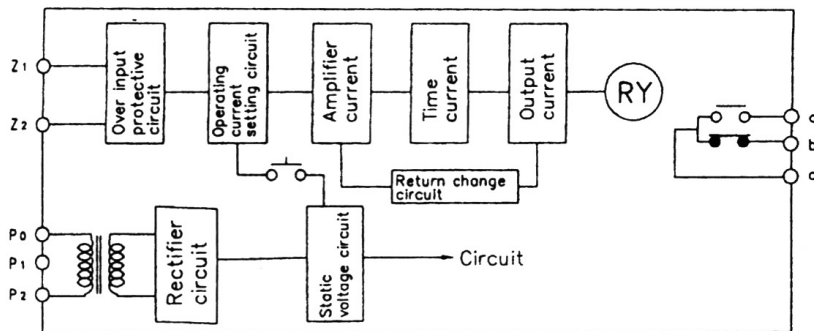 Z1
Z2
Over input
protective
circuit
Operating
current
setting circuit
Amplifier
current
Time
current
Output
current
RY
Return change
circuit
P0
P1
P2
Rectifier
circuit
Static
voltage circuit
Circuit